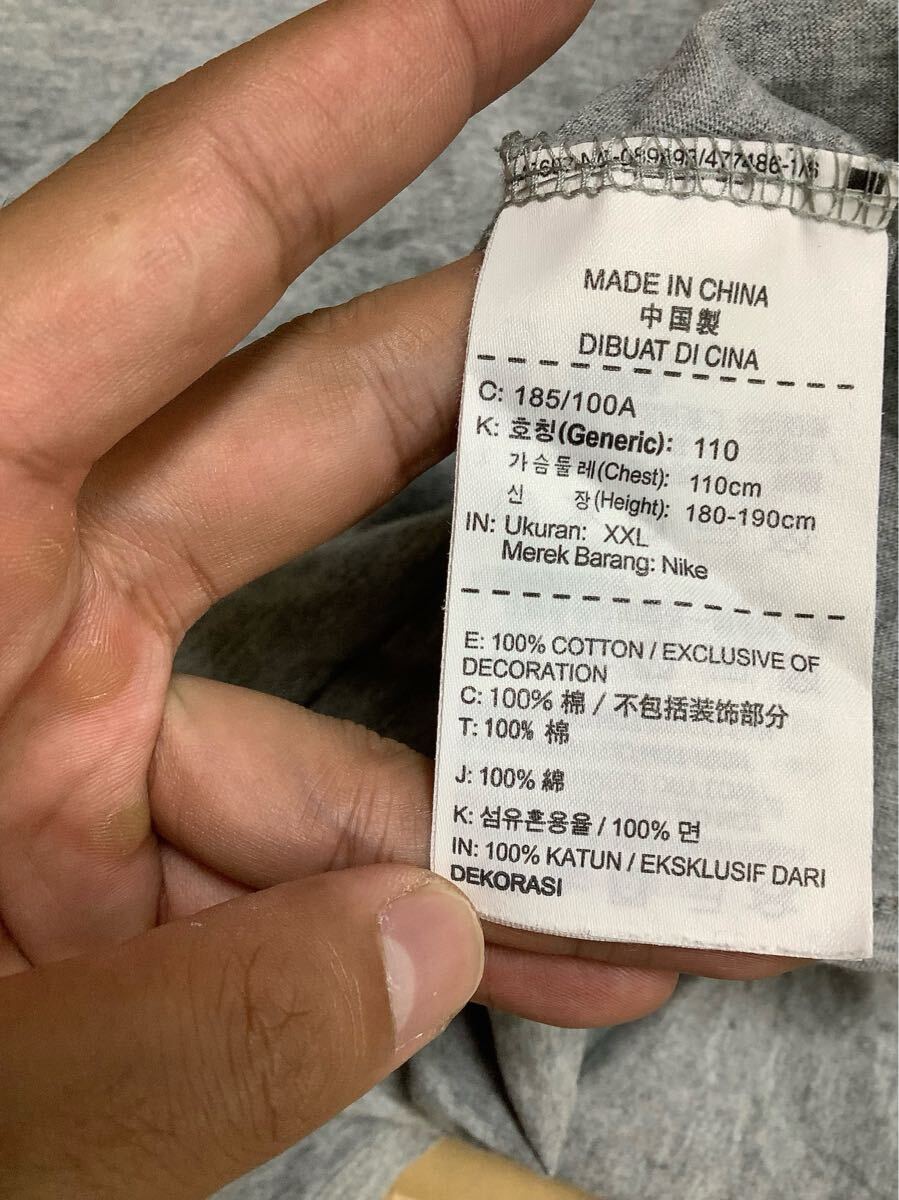 MADE IN CHINA
中国製
DIBUAT DI CINA
C: 185/100A
K: 호칭(Generic): 110
가슴둘레(Chest): 110cm
신 장(Height): 180-190cm
IN: Ukuran: XXL
Merek Barang: Nike
E: 100% COTTON / EXCLUSIVE OF
DECORATION
C: 100% 棉 / 不包括装饰部分
T: 100% 棉
J: 100% 綿
K: 섬유혼용율 / 100% 면
IN: 100% KATUN / EKSKLUSIF DARI
DEKORASI